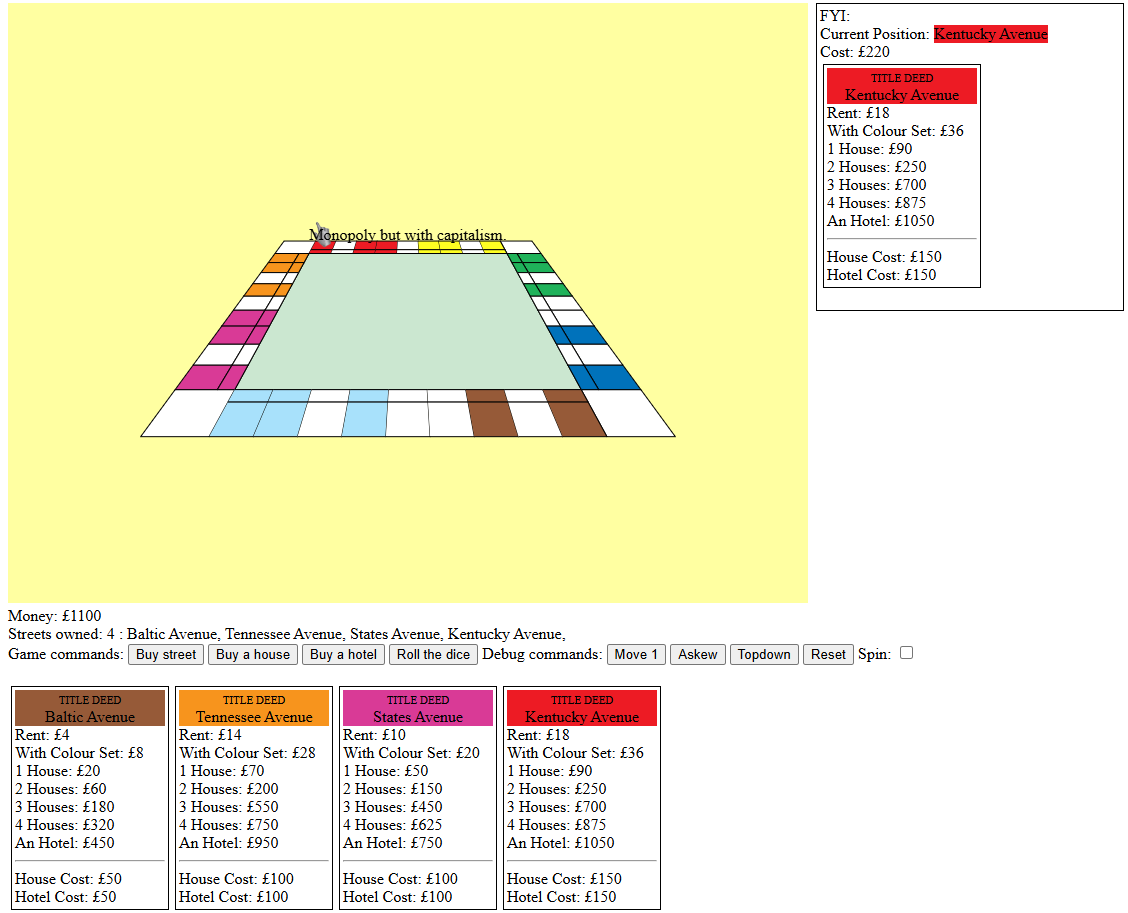 FYI:
Current Position: Kentucky Avenue
Cost: £220
TITLE DEED
Kentucky Avenue
Rent: £18
With Colour Set: £36
1 House: £90
2 Houses: £250
3 Houses: £700
4 Houses: £875
An Hotel: £1050
House Cost: £150
Hotel Cost: £150
Monopoly but with capitalism.
Money: £1100
Streets owned: 4 : Baltic Avenue, Tennessee Avenue, States Avenue, Kentucky Avenue,
Game commands: Buy street Buy a house Buy a hotel Roll the dice Debug commands: Move 1 Askew Topdown Reset Spin:
TITLE DEED
Baltic Avenue
Rent: £4
With Colour Set: £8
1 House: £20
2 Houses: £60
3 Houses: £180
4 Houses: £320
An Hotel: £450
House Cost: £50
Hotel Cost: £50
TITLE DEED
Tennessee Avenue
Rent: £14
With Colour Set: £28
1 House: £70
2 Houses: £200
3 Houses: £550
4 Houses: £750
An Hotel: £950
House Cost: £100
Hotel Cost: £100
TITLE DEED
States Avenue
Rent: £10
With Colour Set: £20
1 House: £50
2 Houses: £150
3 Houses: £450
4 Houses: £625
An Hotel: £750
House Cost: £100
Hotel Cost: £100
TITLE DEED
Kentucky Avenue
Rent: £18
With Colour Set: £36
1 House: £90
2 Houses: £250
3 Houses: £700
4 Houses: £875
An Hotel: £1050
House Cost: £150
Hotel Cost: £150